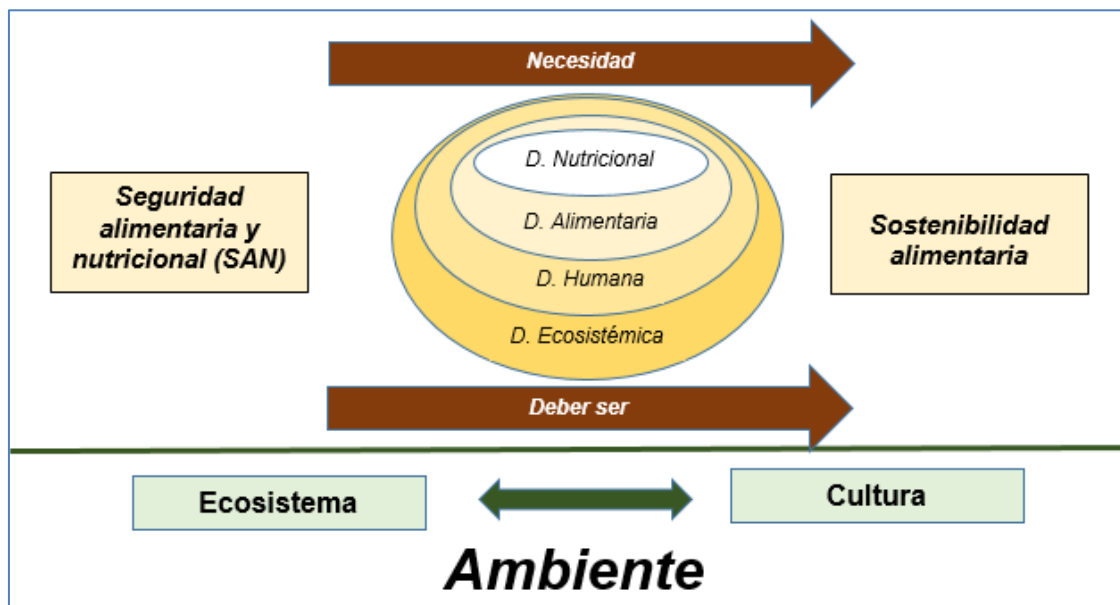 Necesidad
Seguridad
alimentaria y
nutricional (SAN)
D. Nutricional
D. Alimentaria
D. Humana
D. Ecosistémica
Sostenibilidad
alimentaria
Deber ser
Ecosistema
Cultura
Ambiente